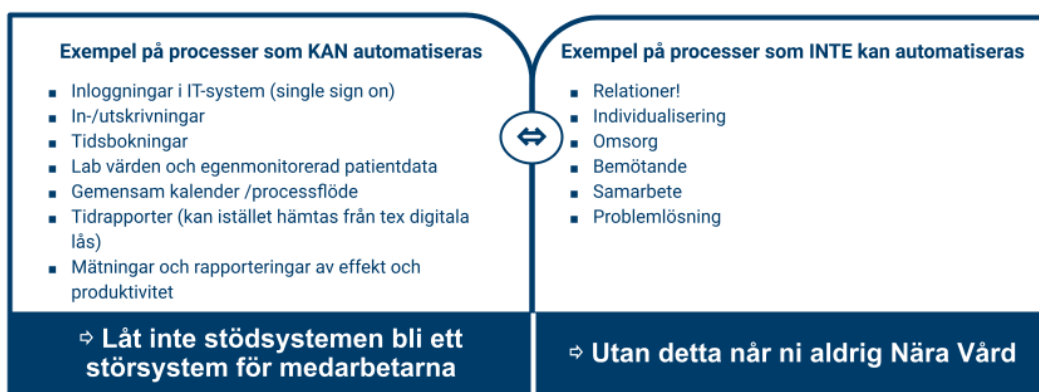 Exempel på processer som KAN automatiseras
▪ Inloggningar i IT-system (single sign on)
▪ In-/utskrivningar
▪ Tidsbokningar
▪ Lab värden och egenmonitorerad patientdata
▪ Gemensam kalender /processflöde
▪ Tidrapporter (kan istället hämtas från tex digitala
lås)
▪ Mätningar och rapporteringar av effekt och
produktivitet
⇨ Låt inte stödsystemen bli ett
störsystem för medarbetarna
⇔
Exempel på processer som INTE kan automatiseras
▪ Relationer!
▪ Individualisering
▪ Omsorg
▪ Bemötande
▪ Samarbete
▪ Problemlösning
⇨ Utan detta når ni aldrig Nära Vård